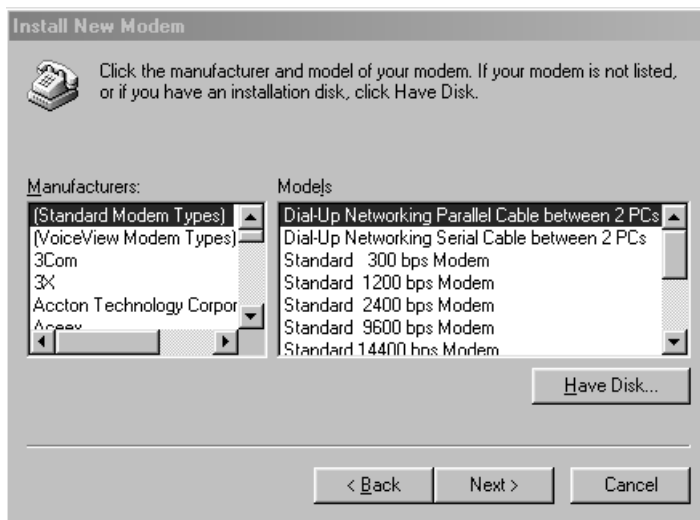 Install New Modem
Click the manufacturer and model of your modem. If your modem is not listed,
or if you have an installation disk, click Have Disk.
Manufacturers:
(Standard Modem Types)
(VoiceView Modem Types)
3Com
3X
Accton Technology Corpor
Aceex
Models
Dial-Up Networking Parallel Cable between 2 PCs
Dial-Up Networking Serial Cable between 2 PCs
Standard   300 bps Modem
Standard  1200 bps Modem
Standard  2400 bps Modem
Standard  9600 bps Modem
Standard 14400 bps Modem
Have Disk...
< Back
Next >
Cancel